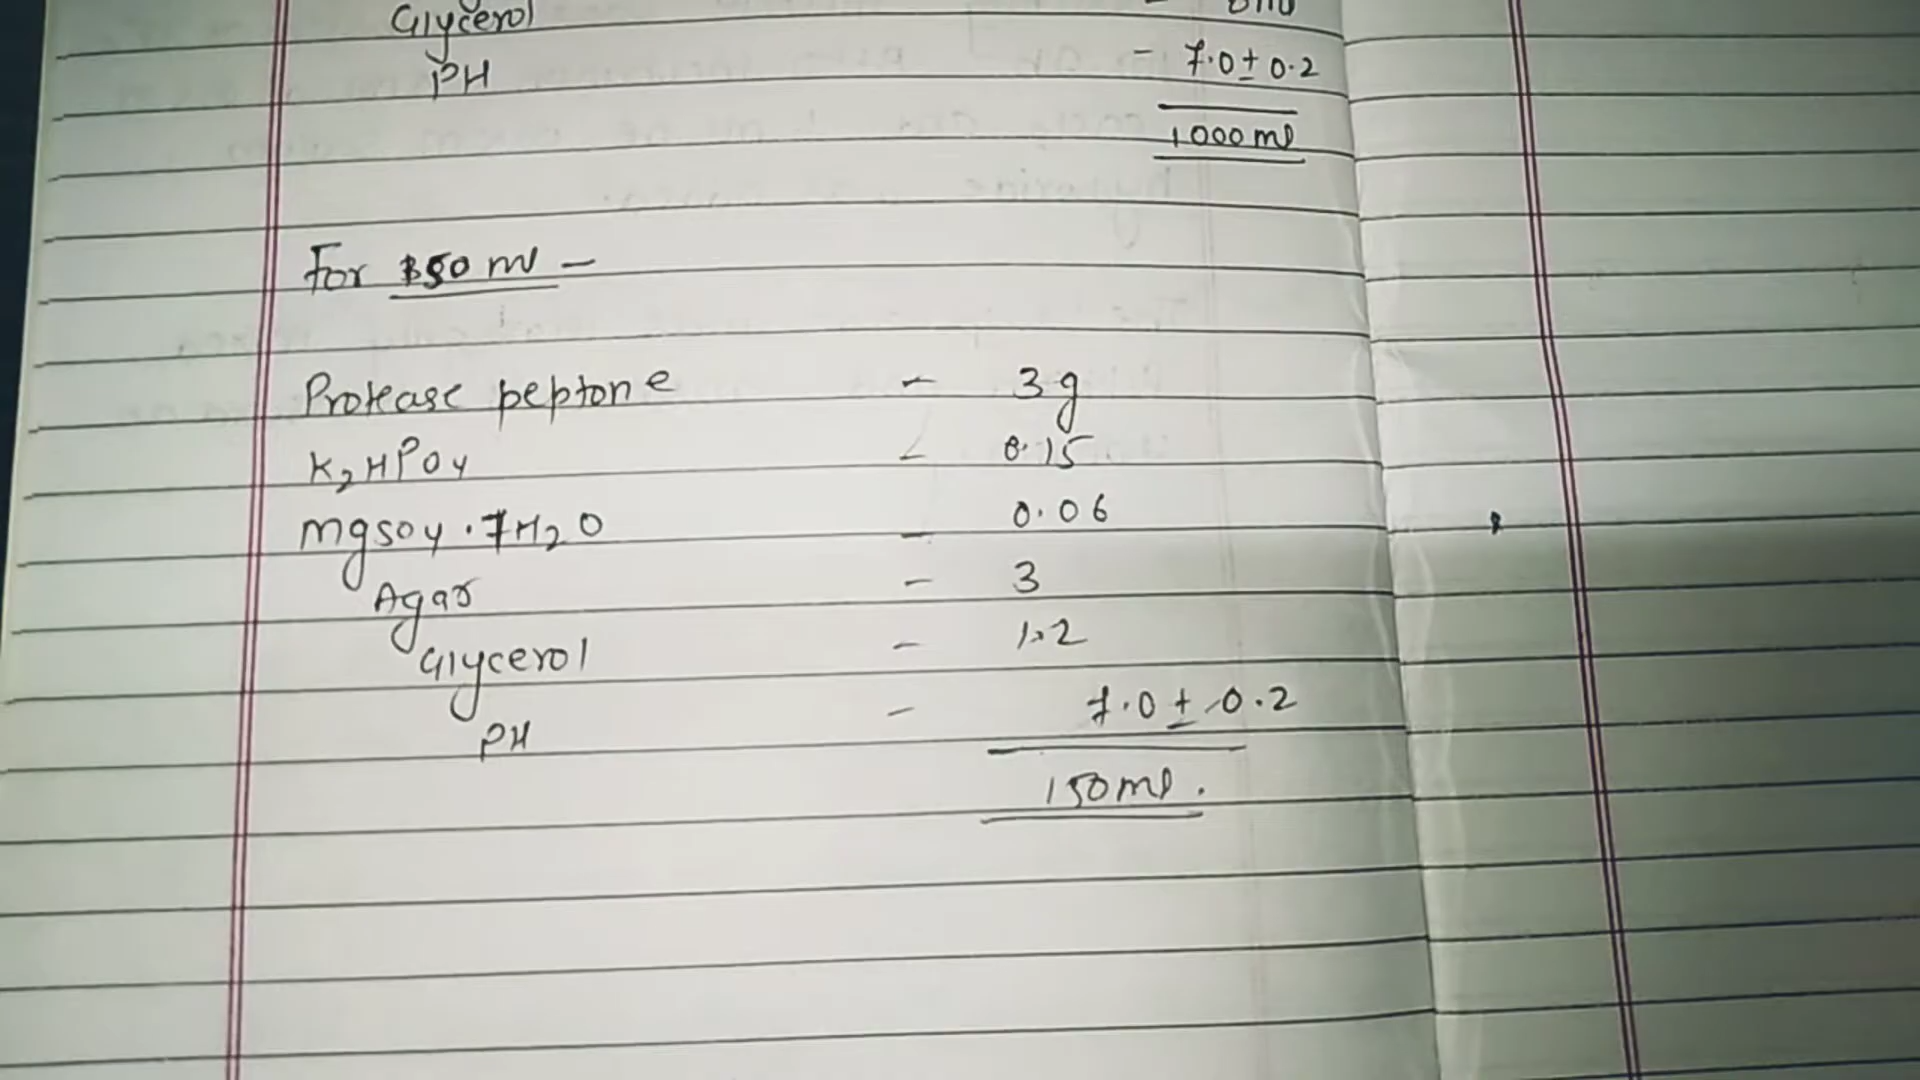 Glycerol -
PH - 7.0 ± 0.2
1000 ml
For 150 ml -
Protease peptone - 3 g
K2HPO4 - 0.15
MgSO4 . 7H2O - 0.06
Agar - 3
Glycerol - 1.2
PH - 7.0 ± 0.2
150 ml.